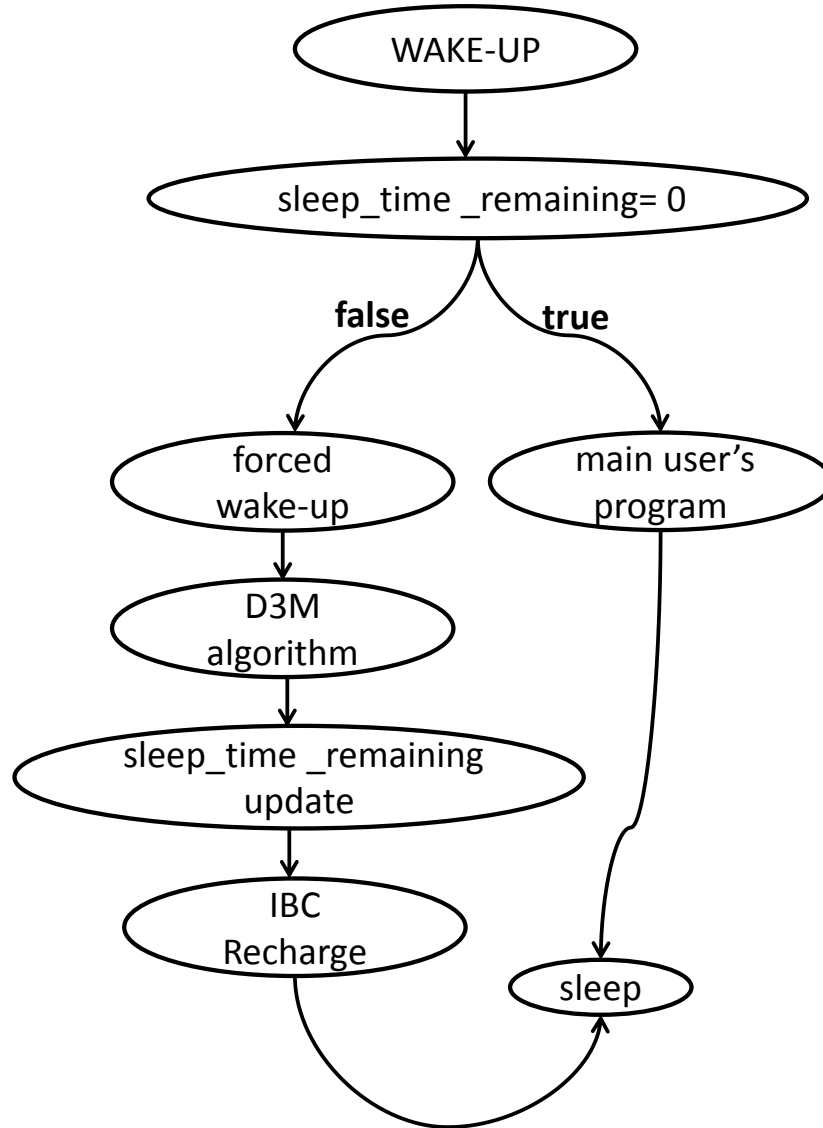 WAKE-UP
sleep_time _remaining= 0
false
true
forced
wake-up
main user's
program
D3M
algorithm
sleep_time _remaining
update
IBC
Recharge
sleep